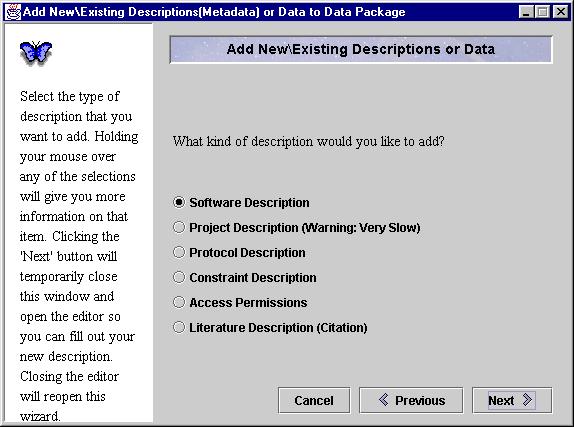 Add New\Existing Descriptions(Metadata) or Data to Data Package
Add New\Existing Descriptions or Data
Select the type of
description that you
want to add. Holding
your mouse over
any of the selections
will give you more
information on that
item. Clicking the
'Next' button will
temporarily close
this window and
open the editor so
you can fill out your
new description.
Closing the editor
will reopen this
wizard.
What kind of description would you like to add?
Software Description
Project Description (Warning: Very Slow)
Protocol Description
Constraint Description
Access Permissions
Literature Description (Citation)
Cancel
Previous
Next